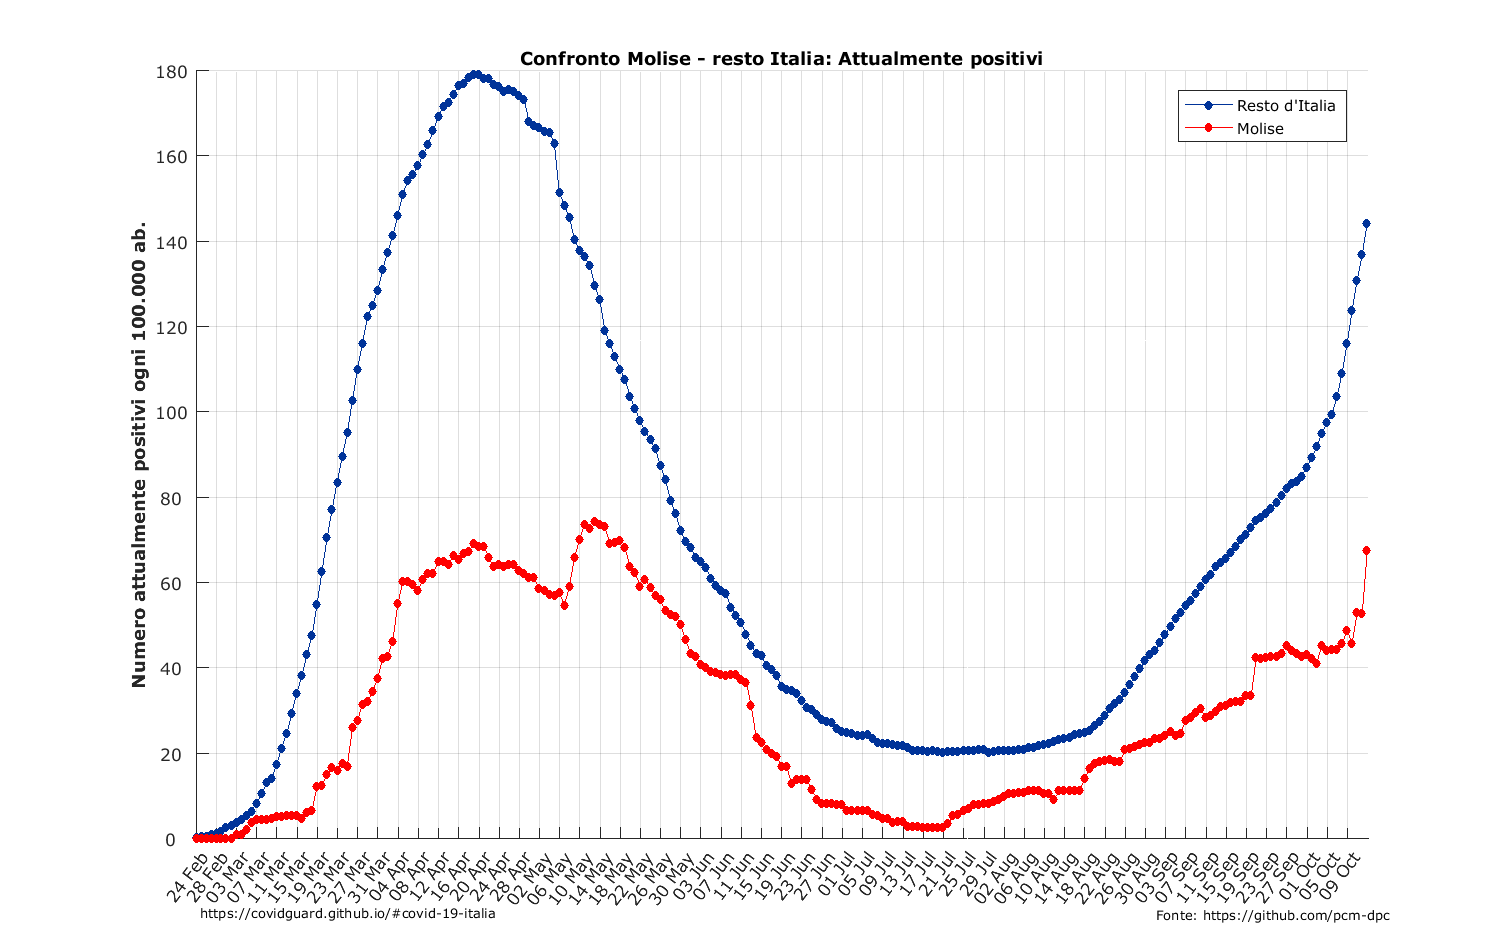 Confronto Molise - resto Italia: Attualmente positivi
Resto d'Italia
Molise
Numero attualmente positivi ogni 100.000 ab.
180
160
140
120
100
80
60
40
20
0
24 Feb
28 Feb
03 Mar
07 Mar
11 Mar
15 Mar
19 Mar
23 Mar
27 Mar
31 Mar
04 Apr
08 Apr
12 Apr
16 Apr
20 Apr
24 Apr
28 Apr
02 May
06 May
10 May
14 May
18 May
22 May
26 May
30 May
03 Jun
07 Jun
11 Jun
15 Jun
19 Jun
23 Jun
27 Jun
01 Jul
05 Jul
09 Jul
13 Jul
17 Jul
21 Jul
25 Jul
29 Jul
02 Aug
06 Aug
10 Aug
14 Aug
18 Aug
22 Aug
26 Aug
30 Aug
03 Sep
07 Sep
11 Sep
15 Sep
19 Sep
23 Sep
27 Sep
01 Oct
05 Oct
09 Oct
https://covidguard.github.io/#covid-19-italia
Fonte: https://github.com/pcm-dpc